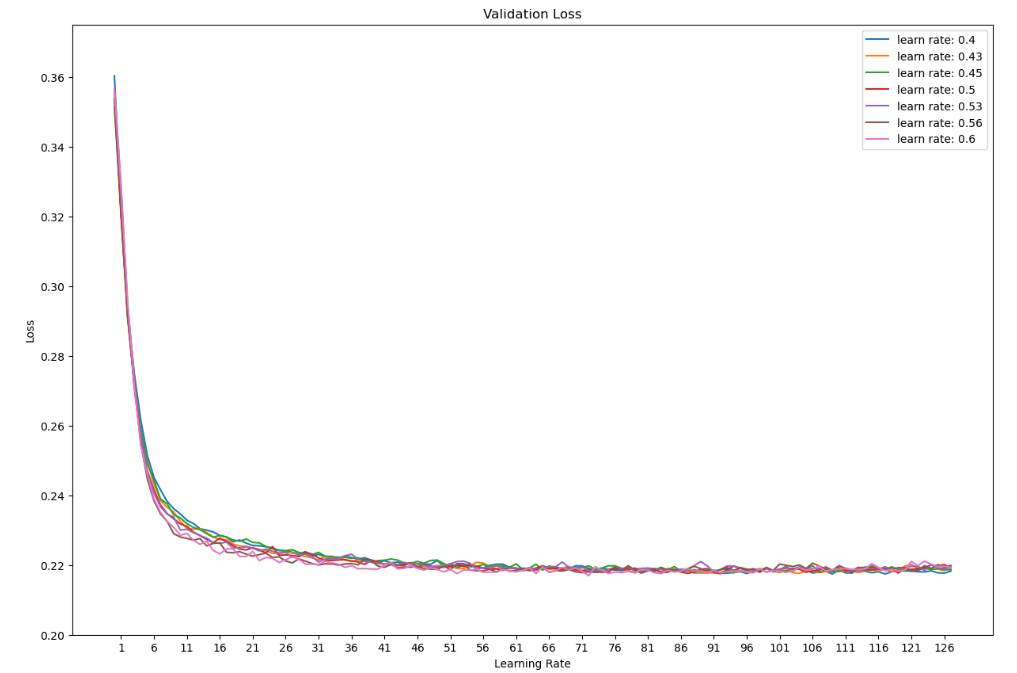 Validation Loss
learn rate: 0.4
learn rate: 0.43
learn rate: 0.45
learn rate: 0.5
learn rate: 0.53
learn rate: 0.56
learn rate: 0.6
Loss
0.36
0.34
0.32
0.30
0.28
0.26
0.24
0.22
0.20
1 6 11 16 21 26 31 36 41 46 51 56 61 66 71 76 81 86 91 96 101 106 111 116 121 126
Learning Rate